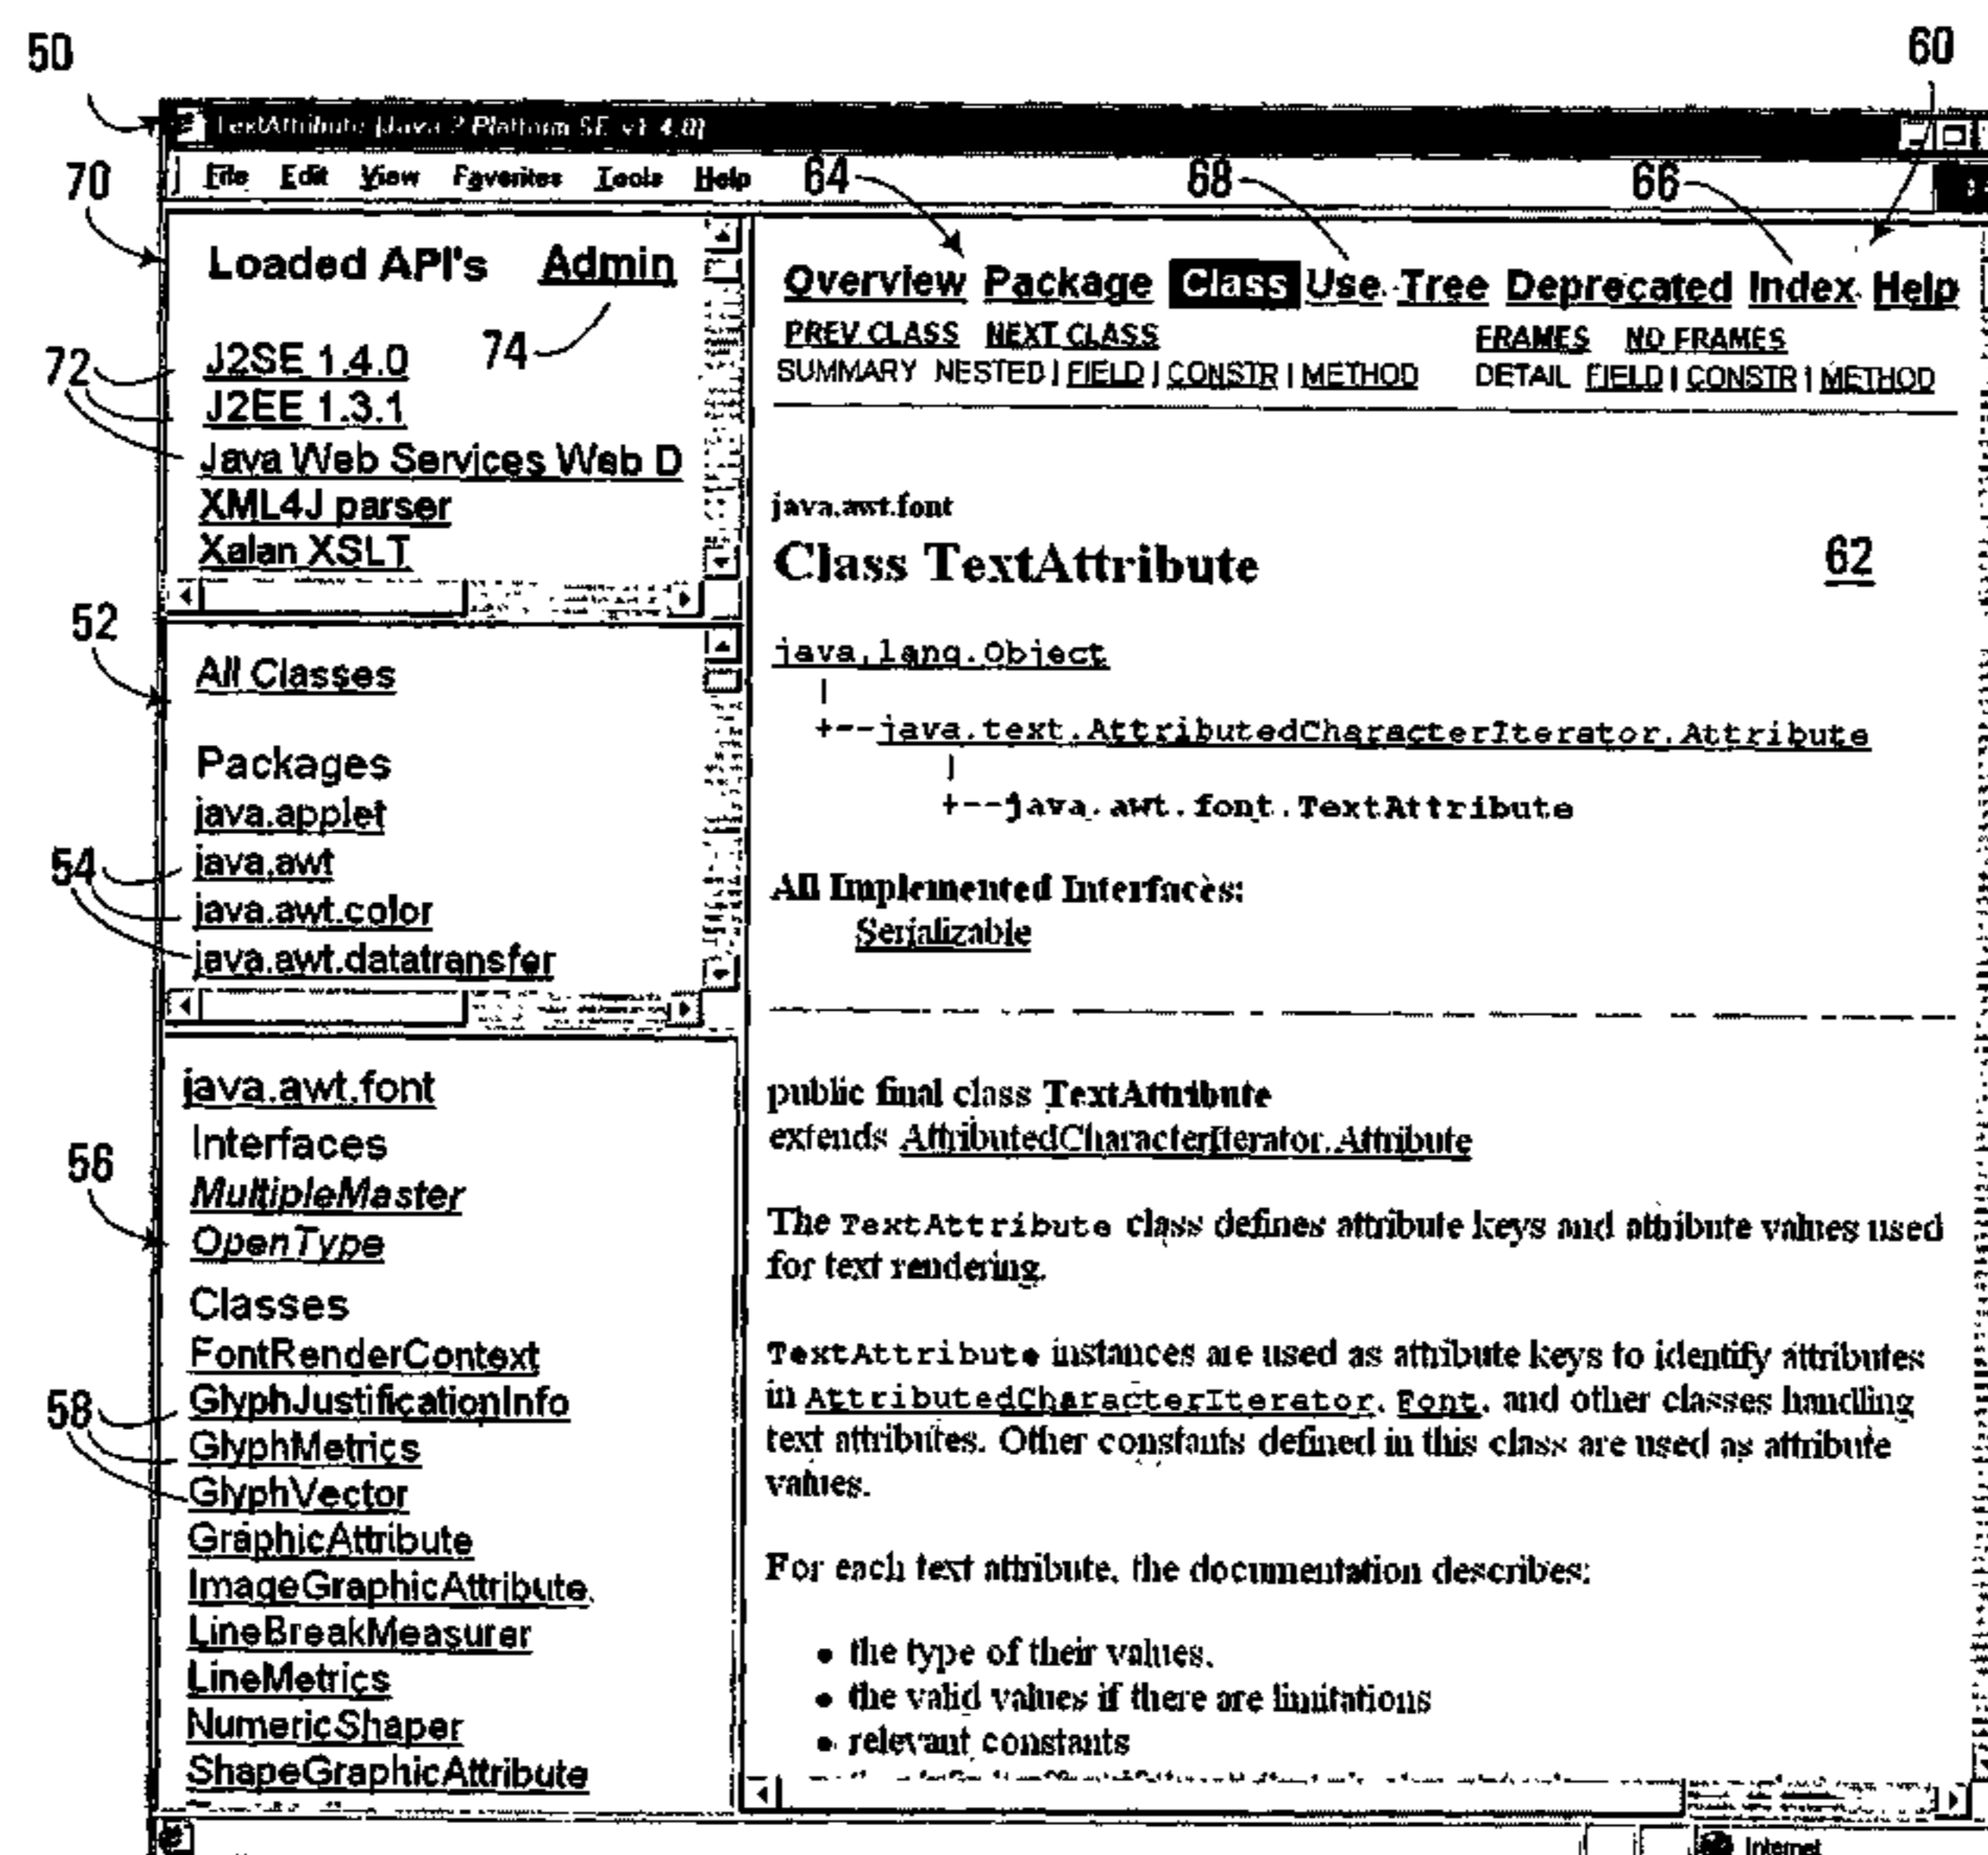 50
60
TextAttribute [Java 2 Platform SE v1.4.0]
File Edit View Favorites Tools Help
64
68
66
70
Loaded API's Admin
74
72
J2SE 1.4.0
J2EE 1.3.1
Java Web Services Web D
XML4J parser
Xalan XSLT
52
All Classes
Packages
java.applet
54
java.awt
java.awt.color
java.awt.datatransfer
java.awt.font
Interfaces
56
MultipleMaster
OpenType
Classes
FontRenderContext
58
GlyphJustificationInfo
GlyphMetrics
GlyphVector
GraphicAttribute
ImageGraphicAttribute
LineBreakMeasurer
LineMetrics
NumericShaper
ShapeGraphicAttribute
Overview Package Class Use Tree Deprecated Index Help
PREV CLASS NEXT CLASS FRAMES NO FRAMES
SUMMARY NESTED | FIELD | CONSTR | METHOD DETAIL FIELD | CONSTR | METHOD
java.awt.font
Class TextAttribute
62
java.lang.Object
|
+--java.text.AttributedCharacterIterator.Attribute
|
+--java.awt.font.TextAttribute
All Implemented Interfaces:
Serializable
public final class TextAttribute
extends AttributedCharacterIterator.Attribute
The TextAttribute class defines attribute keys and attribute values used
for text rendering.
TextAttribute instances are used as attribute keys to identify attributes
in AttributedCharacterIterator, Font, and other classes handling
text attributes. Other constants defined in this class are used as attribute
values.
For each text attribute, the documentation describes:
• the type of their values,
• the valid values if there are limitations
• relevant constants
Internet